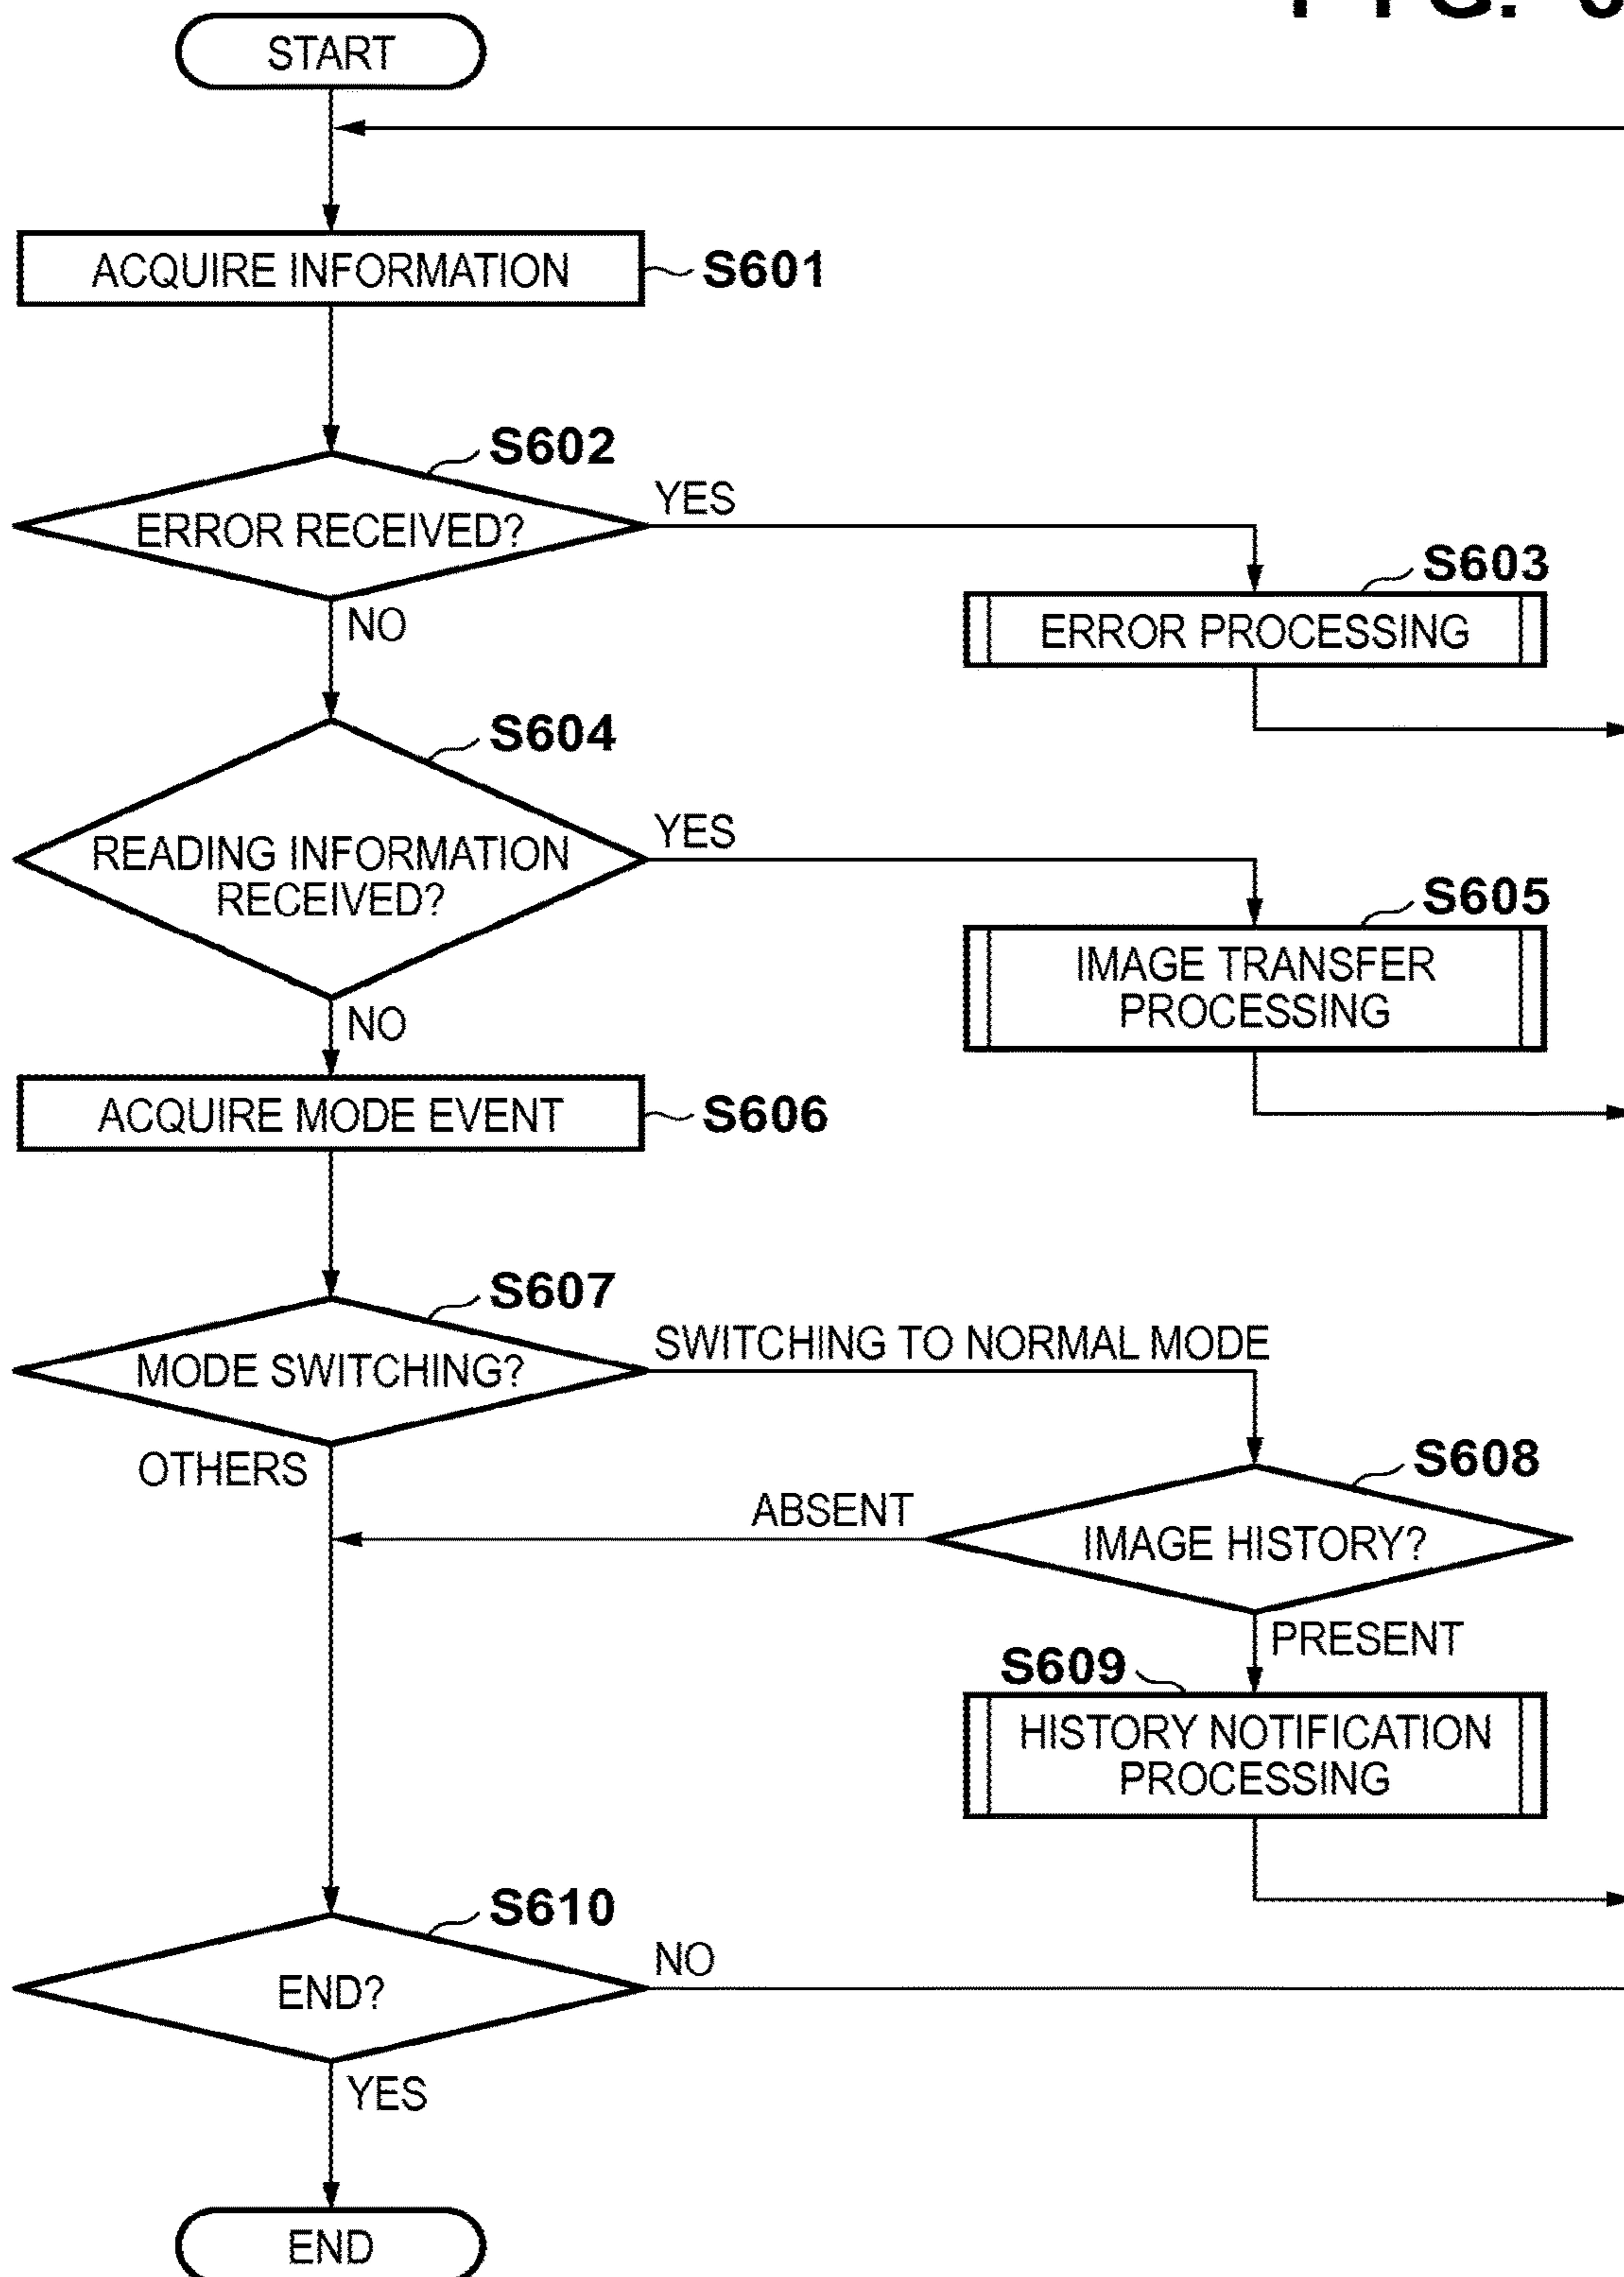 FIG.
START
ACQUIRE INFORMATION
S601
S602
ERROR RECEIVED?
YES
NO
S603
ERROR PROCESSING
S604
READING INFORMATION
RECEIVED?
YES
NO
S605
IMAGE TRANSFER
PROCESSING
ACQUIRE MODE EVENT
S606
S607
MODE SWITCHING?
SWITCHING TO NORMAL MODE
OTHERS
S608
IMAGE HISTORY?
ABSENT
PRESENT
S609
HISTORY NOTIFICATION
PROCESSING
S610
END?
NO
YES
END